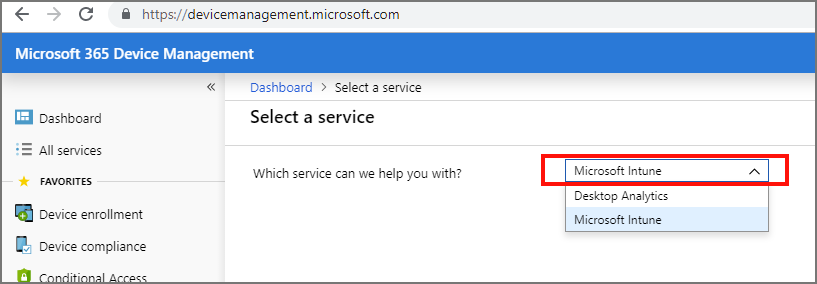 https://devicemanagement.microsoft.com
Microsoft 365 Device Management
«
Dashboard > Select a service
Dashboard
Select a service
All services
Which service can we help you with?
Microsoft Intune
FAVORITES
Desktop Analytics
Device enrollment
Microsoft Intune
Device compliance
Conditional Access